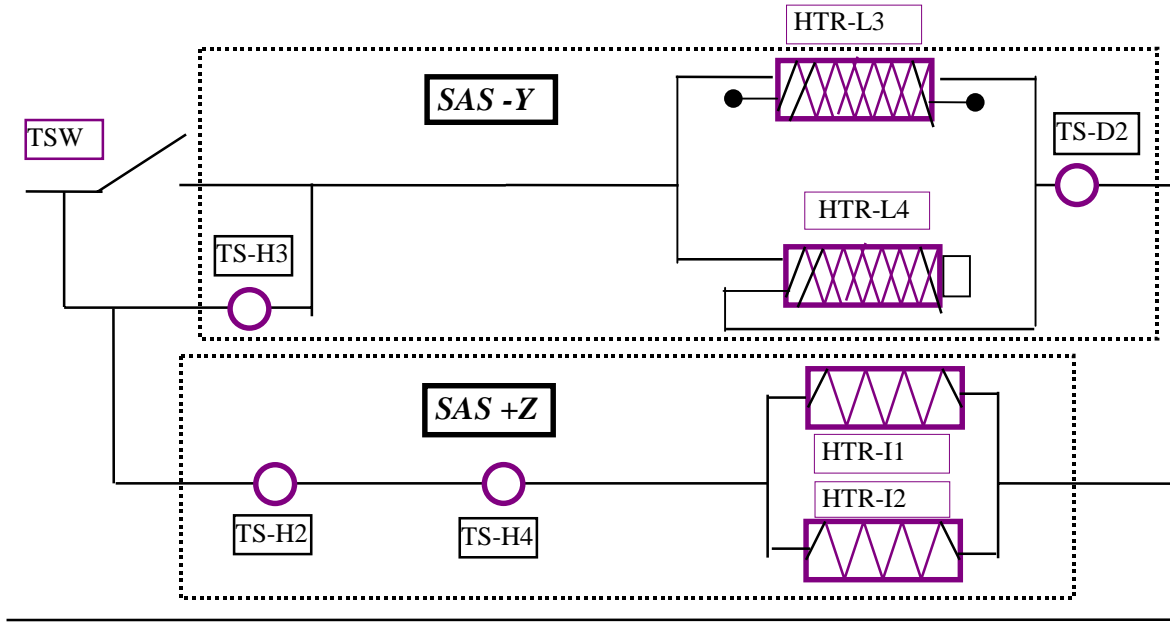 HTR-L3
SAS -Y
TSW
TS-D2
HTR-L4
TS-H3
SAS +Z
HTR-I1
HTR-I2
TS-H2
TS-H4